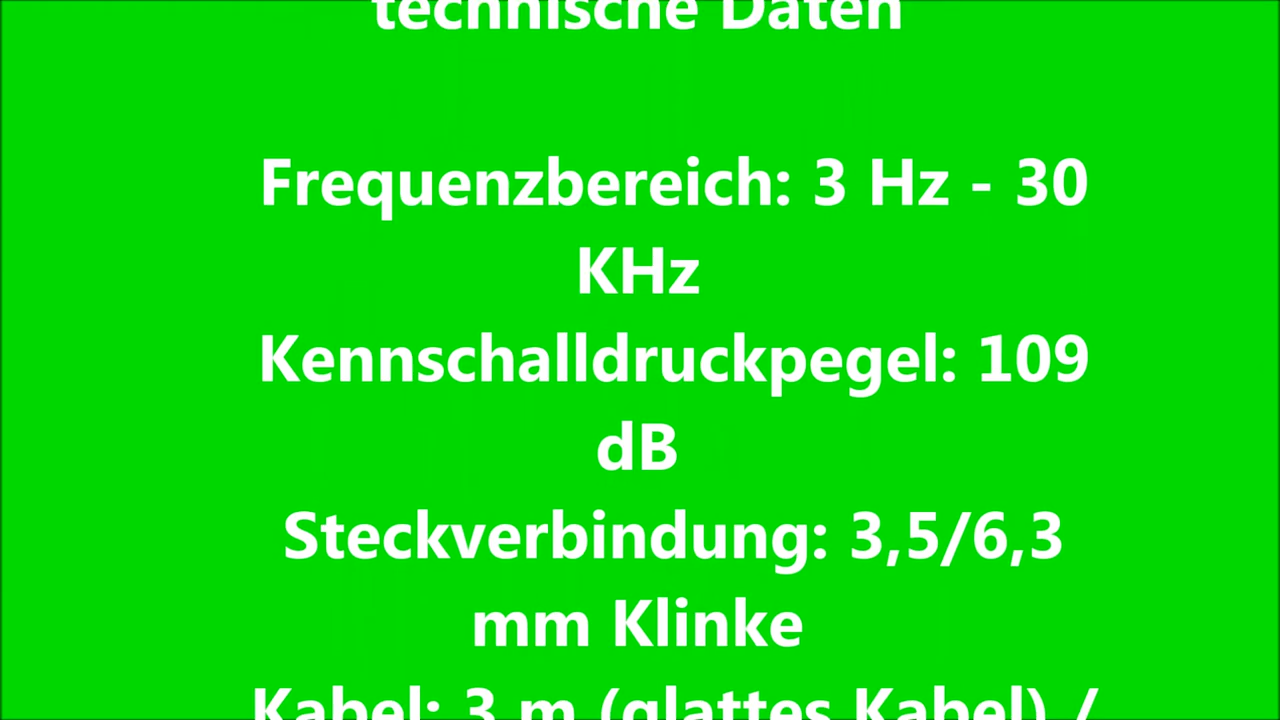 technische Daten
Frequenzbereich: 3 Hz - 30
KHz
Kennschalldruckpegel: 109
dB
Steckverbindung: 3,5/6,3
mm Klinke
Kabel: 3 m (glattes Kabel) /